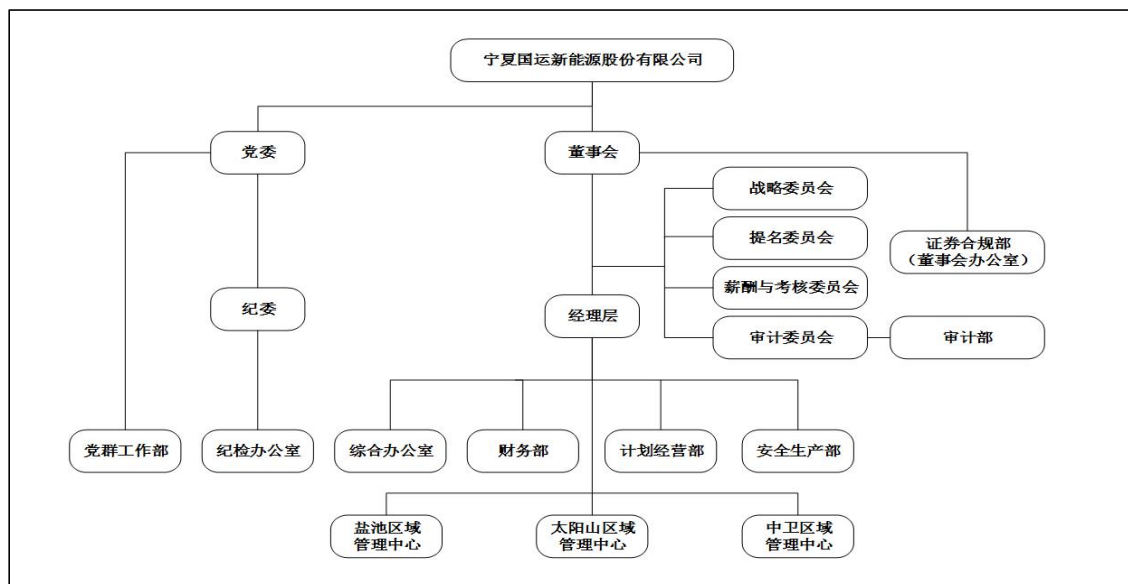 宁夏国运新能源股份有限公司
党委
董事会
战略委员会
提名委员会
证券合规部
（董事会办公室）
薪酬与考核委员会
纪委
经理层
审计委员会
审计部
党群工作部
纪检办公室
综合办公室
财务部
计划经营部
安全生产部
盐池区域
管理中心
太阳山区域
管理中心
中卫区域
管理中心